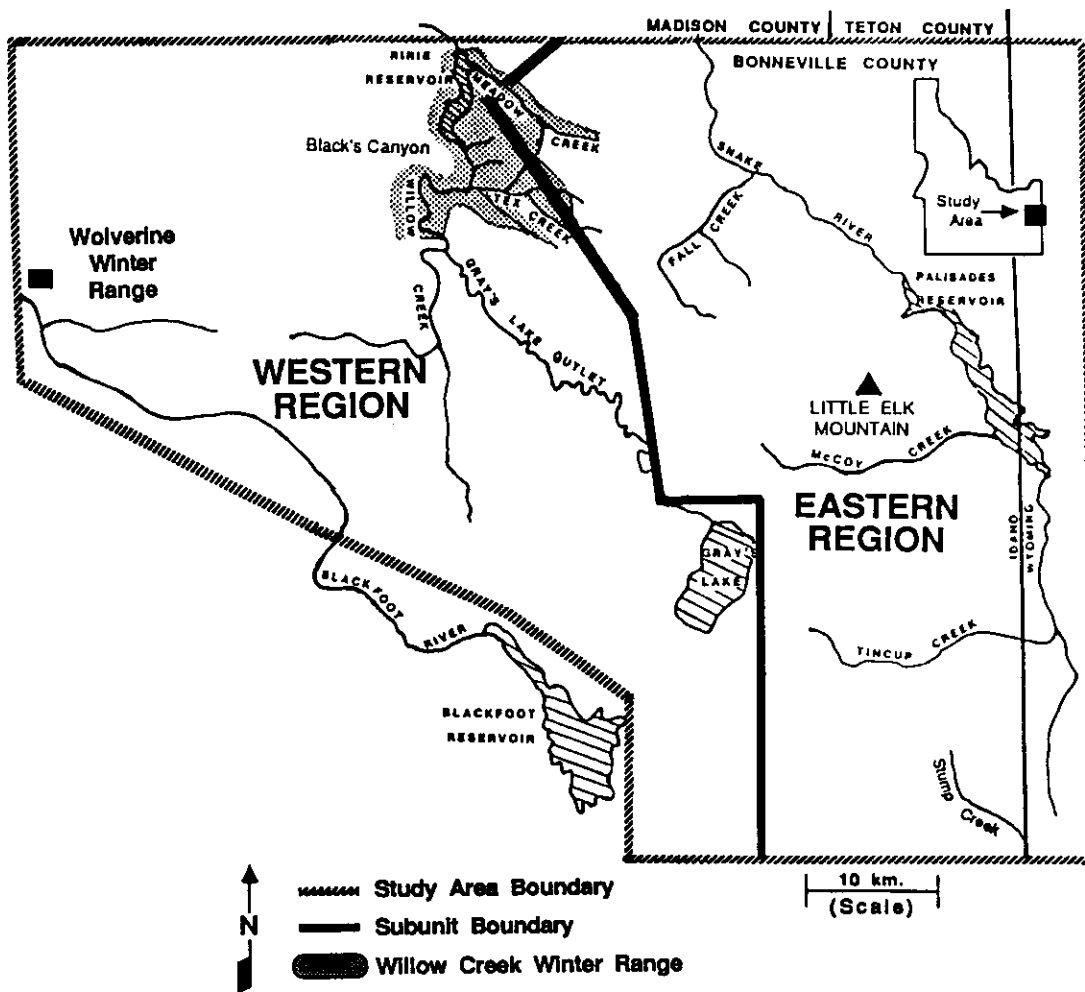 MADISON COUNTY TETON COUNTY
BONNEVILLE COUNTY
RIRIE
RESERVOIR
MEADOW
CREEK
Black's Canyon
WILLOW
CREEK
TEX CREEK
SNAKE
RIVER
FALL CREEK
Study
Area
PALISADES
RESERVOIR
Wolverine
Winter
Range
GRAY'S LAKE OUTLET
WESTERN
REGION
LITTLE ELK
MOUNTAIN
McCOY CREEK
EASTERN
REGION
IDAHO
WYOMING
GRAY'S
LAKE
BLACKFOOT
RIVER
TINCUP CREEK
BLACKFOOT
RESERVOIR
Stump
Creek
10 km.
(Scale)
N
Study Area Boundary
Subunit Boundary
Willow Creek Winter Range